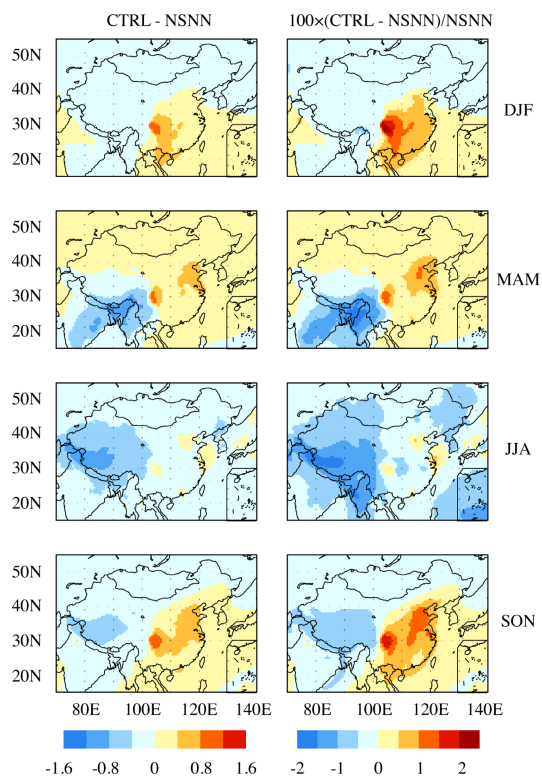 CTRL - NSNN 100×(CTRL - NSNN)/NSNN
50N
40N
30N
20N
DJF
50N
40N
30N
20N
MAM
50N
40N
30N
20N
JJA
50N
40N
30N
20N
SON
80E 100E 120E 140E 80E 100E 120E 140E
-1.6 -0.8 0 0.8 1.6 -2 -1 0 1 2